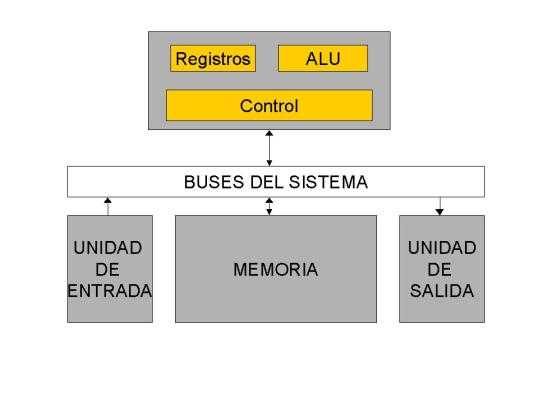 Registros
ALU
Control
BUSES DEL SISTEMA
UNIDAD
DE
ENTRADA
MEMORIA
UNIDAD
DE
SALIDA